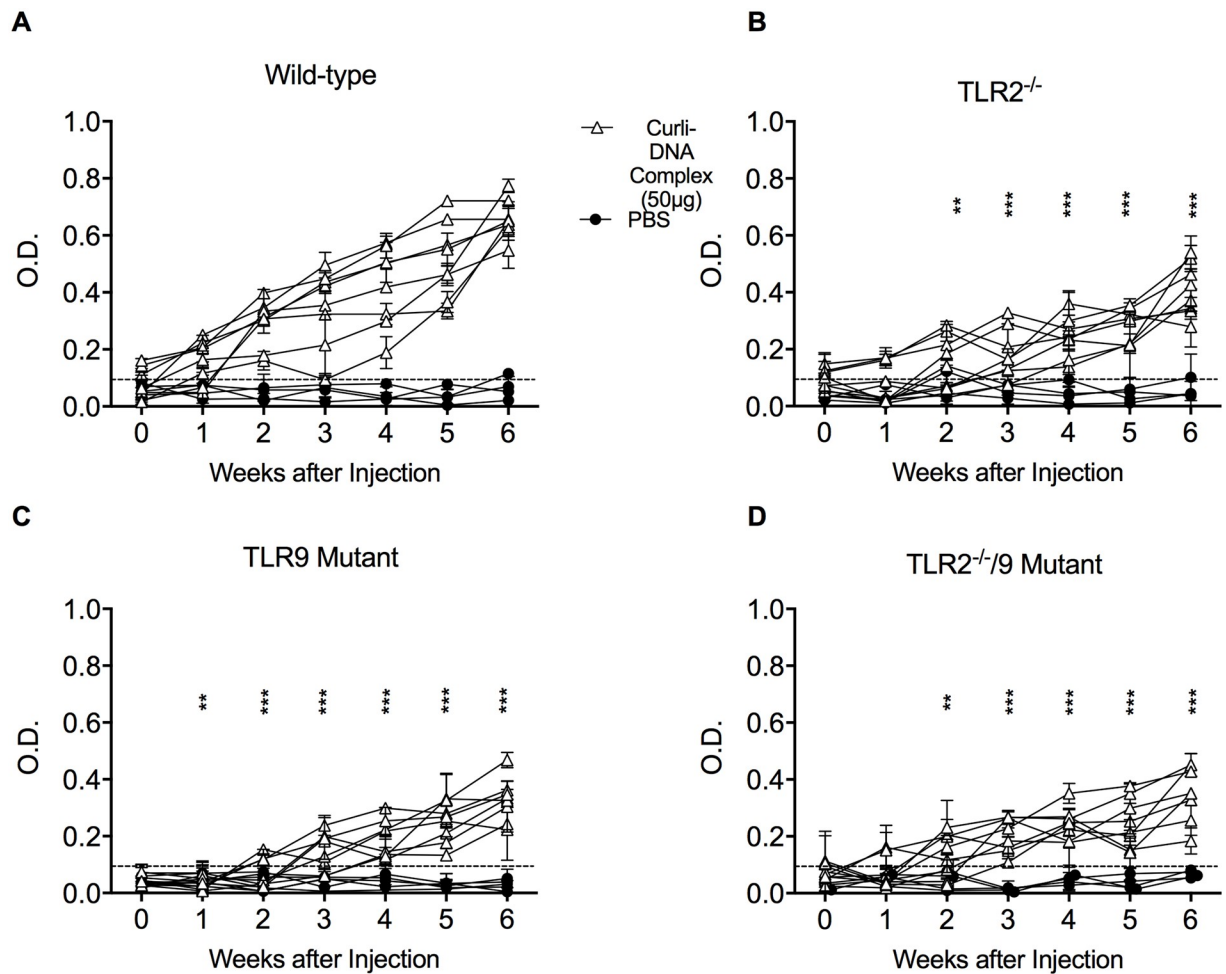 A
Wild-type
1.0
0.8
0.6
0.4
0.2
0.0
O.D.
0 1 2 3 4 5 6
Weeks after Injection
Curli-
DNA
Complex
(50µg)
PBS
B
TLR2-/-
1.0
0.8
0.6
0.4
0.2
0.0
O.D.
** *** *** *** ***
0 1 2 3 4 5 6
Weeks after Injection
C
TLR9 Mutant
1.0
0.8
0.6
0.4
0.2
0.0
O.D.
** *** *** *** *** ***
0 1 2 3 4 5 6
Weeks after Injection
D
TLR2-/-/9 Mutant
1.0
0.8
0.6
0.4
0.2
0.0
O.D.
** *** *** *** ***
0 1 2 3 4 5 6
Weeks after Injection